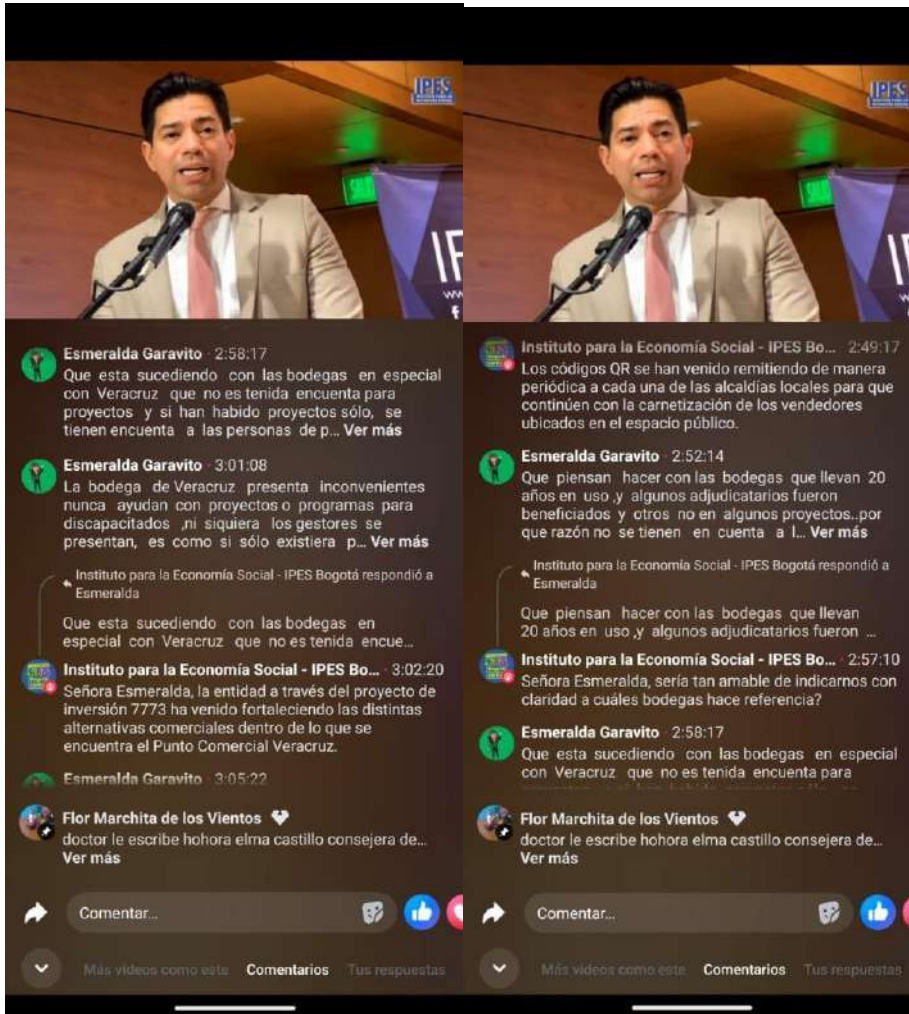 IPES
SALI
IF
Esmeralda Garavito · 2:58:17
Que esta sucediendo con las bodegas en especial
con Veracruz que no es tenida encuenta para
proyectos y si han habido proyectos sólo, se
tienen encuenta a las personas de p... Ver más
Esmeralda Garavito · 3:01:08
La bodega de Veracruz presenta inconvenientes
nunca ayudan con proyectos o programas para
discapacitados ,ni siquiera los gestores se
presentan, es como si sólo existiera p... Ver más
Instituto para la Economía Social - IPES Bogotá respondió a
Esmeralda
Que esta sucediendo con las bodegas en
especial con Veracruz que no es tenida encue...
Instituto para la Economía Social - IPES Bo... · 3:02:20
Señora Esmeralda, la entidad a través del proyecto de
inversión 7773 ha venido fortaleciendo las distintas
alternativas comerciales dentro de lo que se
encuentra el Punto Comercial Veracruz.
Esmeralda Garavito · 3:05:22
Flor Marchita de los Vientos
doctor le escribe hohora elma castillo consejera de...
Ver más
Comentar...
Más videos como este Comentarios Tus respuestas
IPES
Instituto para la Economía Social - IPES Bo... · 2:49:17
Los códigos QR se han venido remitiendo de manera
periódica a cada una de las alcaldías locales para que
continúen con la carnetización de los vendedores
ubicados en el espacio público.
Esmeralda Garavito · 2:52:14
Que piensan hacer con las bodegas que llevan 20
años en uso ,y algunos adjudicatarios fueron
beneficiados y otros no en algunos proyectos..por
que razón no se tienen en cuenta a l... Ver más
Instituto para la Economía Social - IPES Bogotá respondió a
Esmeralda
Que piensan hacer con las bodegas que llevan
20 años en uso ,y algunos adjudicatarios fueron ...
Instituto para la Economía Social - IPES Bo... · 2:57:10
Señora Esmeralda, sería tan amable de indicarnos con
claridad a cuáles bodegas hace referencia?
Esmeralda Garavito · 2:58:17
Que esta sucediendo con las bodegas en especial
con Veracruz que no es tenida encuenta para
Flor Marchita de los Vientos
doctor le escribe hohora elma castillo consejera de...
Ver más
Comentar...
Más videos como este Comentarios Tus respuestas